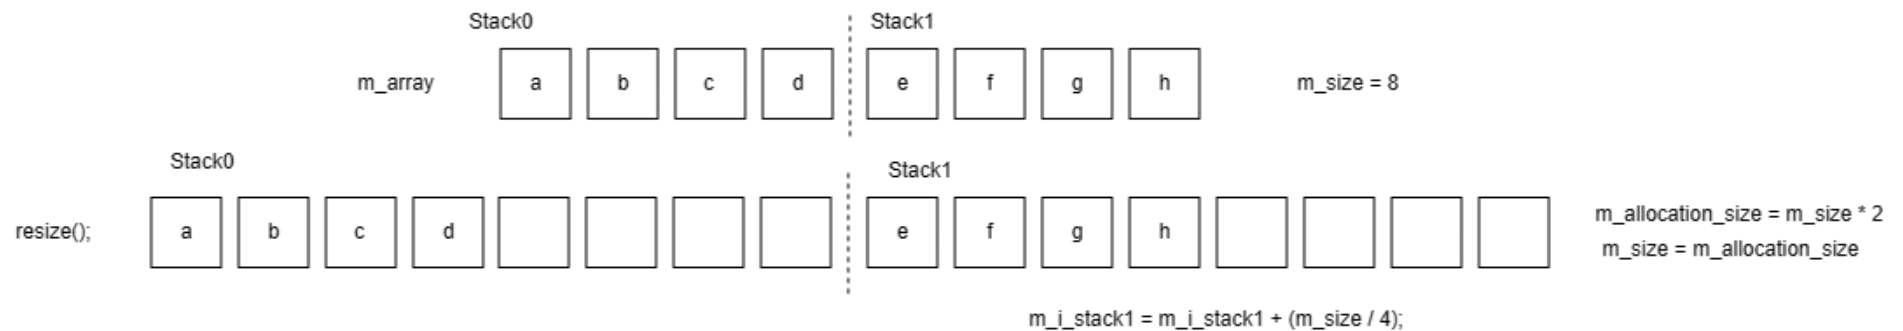 Stack0 Stack1
m_array a b c d e f g h m_size = 8
Stack0 Stack1
resize(); a b c d e f g h m_allocation_size = m_size * 2
m_size = m_allocation_size
m_i_stack1 = m_i_stack1 + (m_size / 4);